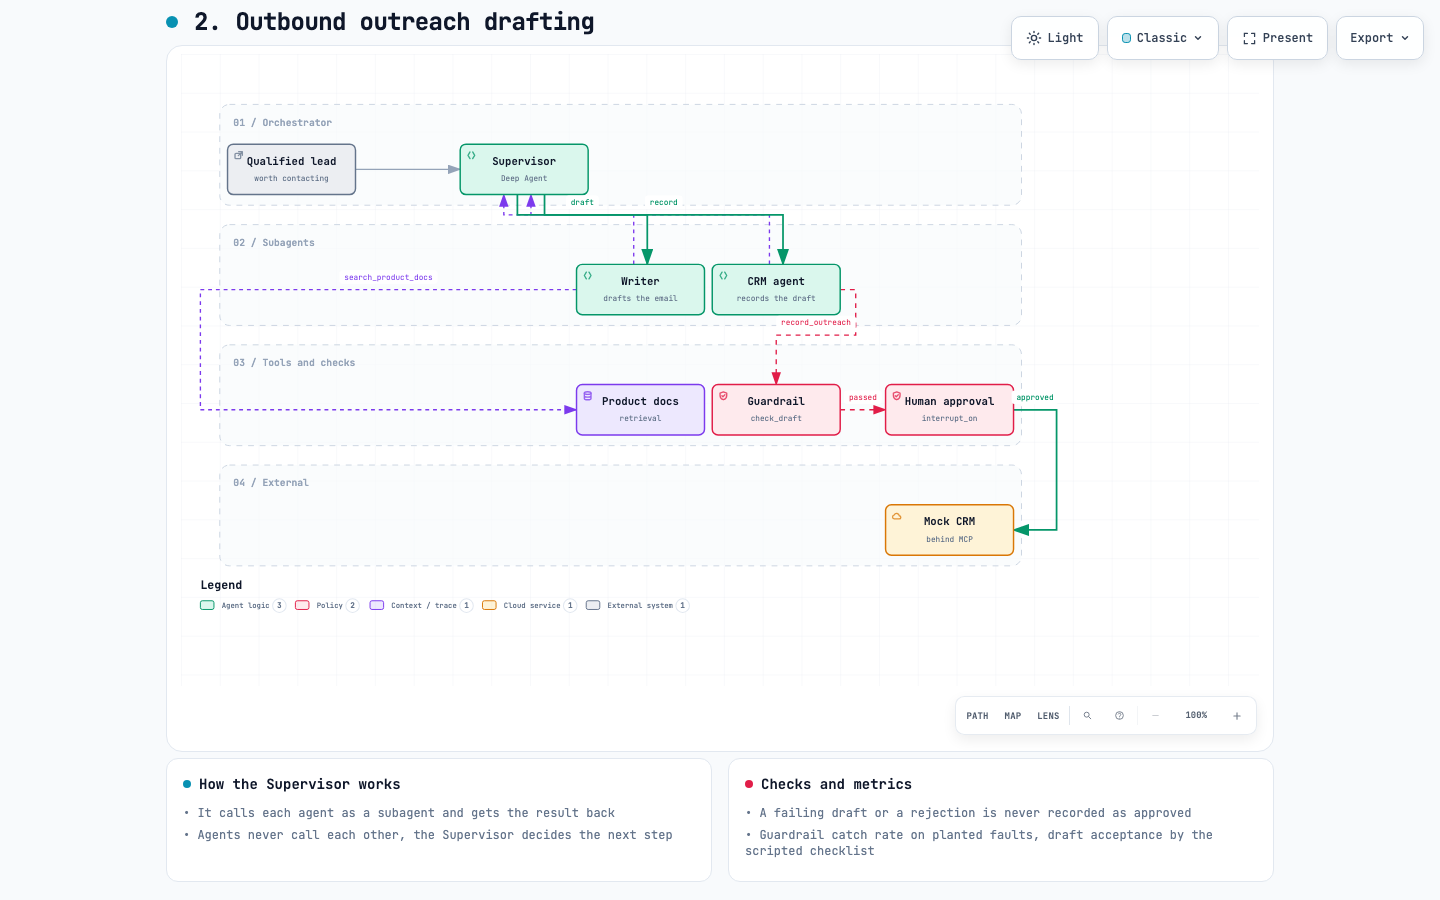 2. Outbound outreach drafting
Light
Classic
Present
Export
01 / Orchestrator
Qualified lead
worth contacting
Supervisor
Deep Agent
draft
record
02 / Subagents
search_product_docs
Writer
drafts the email
CRM agent
records the draft
record_outreach
03 / Tools and checks
Product docs
retrieval
Guardrail
check_draft
passed
Human approval
interrupt_on
approved
04 / External
Mock CRM
behind MCP
Legend
Agent logic 3
Policy 2
Context / trace 1
Cloud service 1
External system 1
PATH MAP LENS
100%
How the Supervisor works
• It calls each agent as a subagent and gets the result back
• Agents never call each other, the Supervisor decides the next step
Checks and metrics
• A failing draft or a rejection is never recorded as approved
• Guardrail catch rate on planted faults, draft acceptance by the
scripted checklist